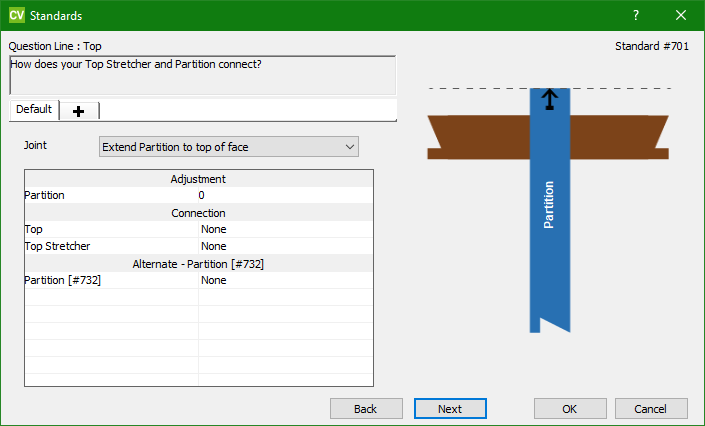 CV Standards
Question Line : Top
Standard #701
How does your Top Stretcher and Partition connect?
Default
Joint
Extend Partition to top of face
Adjustment
Partition 0
Connection
Top None
Top Stretcher None
Alternate - Partition [#732]
Partition [#732] None
Partition
Back Next OK Cancel